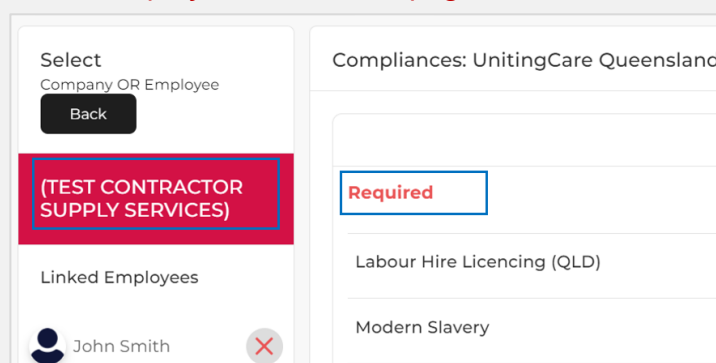 Select
Company OR Employee
Back
(TEST CONTRACTOR
SUPPLY SERVICES)
Linked Employees
John Smith
Compliances: UnitingCare Queensland
Required
Labour Hire Licencing (QLD)
Modern Slavery